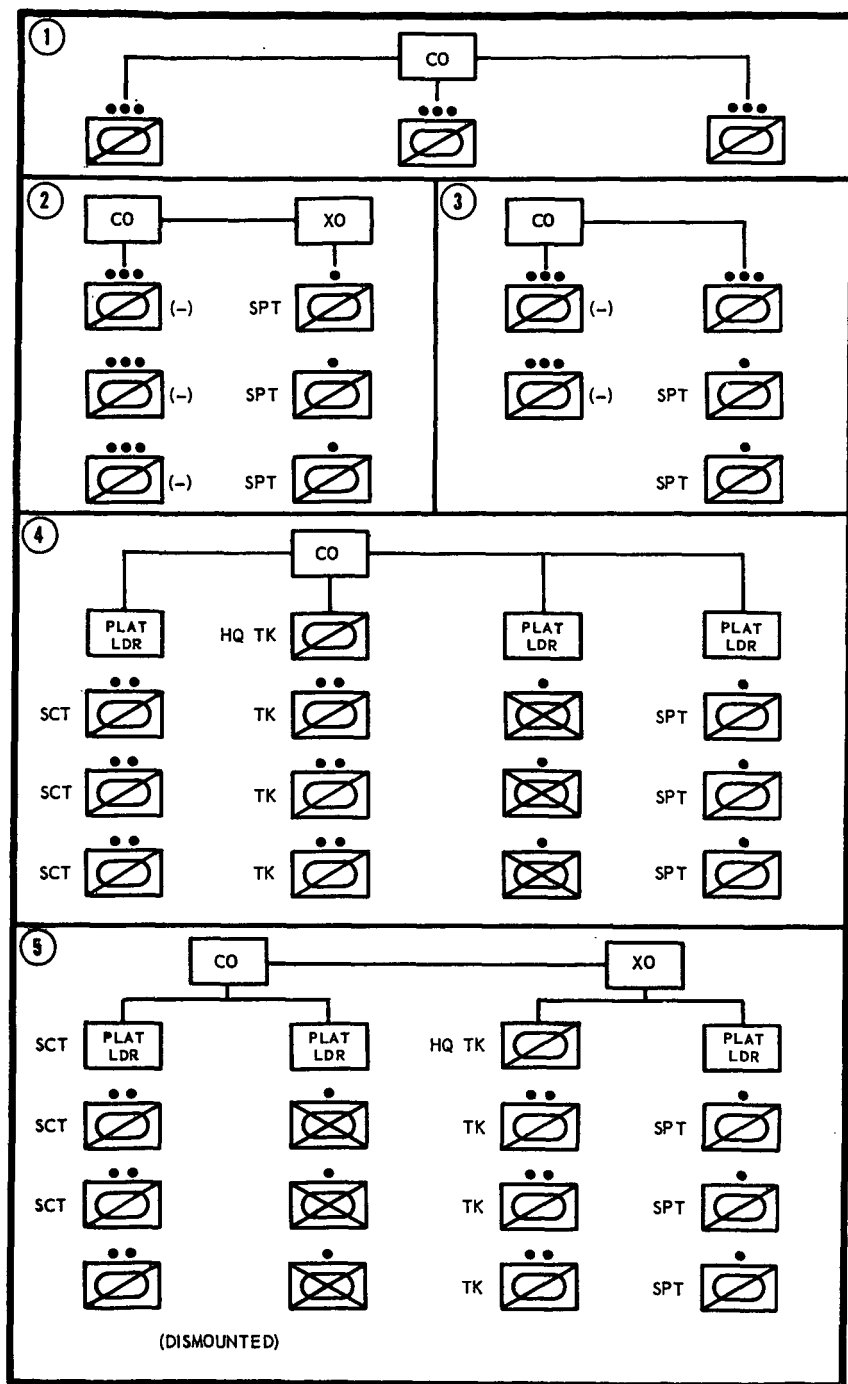 1
CO
2
CO XO
(-) SPT
(-) SPT
(-) SPT
3
CO
(-)
(-) SPT
SPT
4
CO
PLAT LDR HQ TK PLAT LDR PLAT LDR
SCT TK SPT
SCT TK SPT
SCT TK SPT
5
CO XO
SCT PLAT LDR PLAT LDR HQ TK PLAT LDR
SCT TK SPT
SCT TK SPT
TK SPT
(DISMOUNTED)